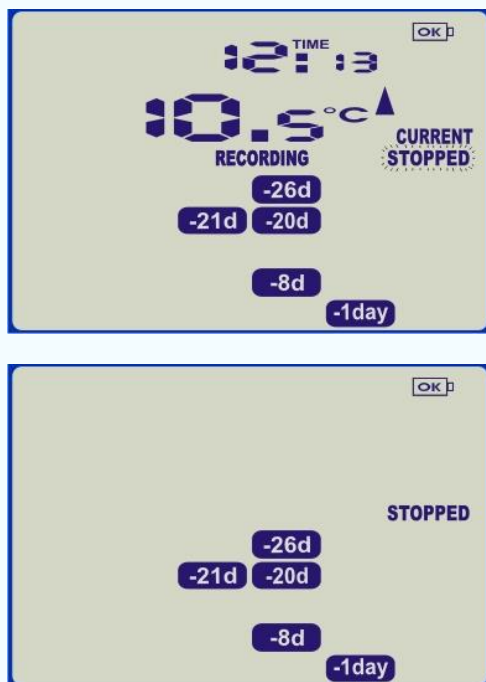 OK
TIME
12:13
10.5°C
CURRENT
RECORDING STOPPED
-26d
-21d -20d
-8d
-1day
OK
STOPPED
-26d
-21d -20d
-8d
-1day